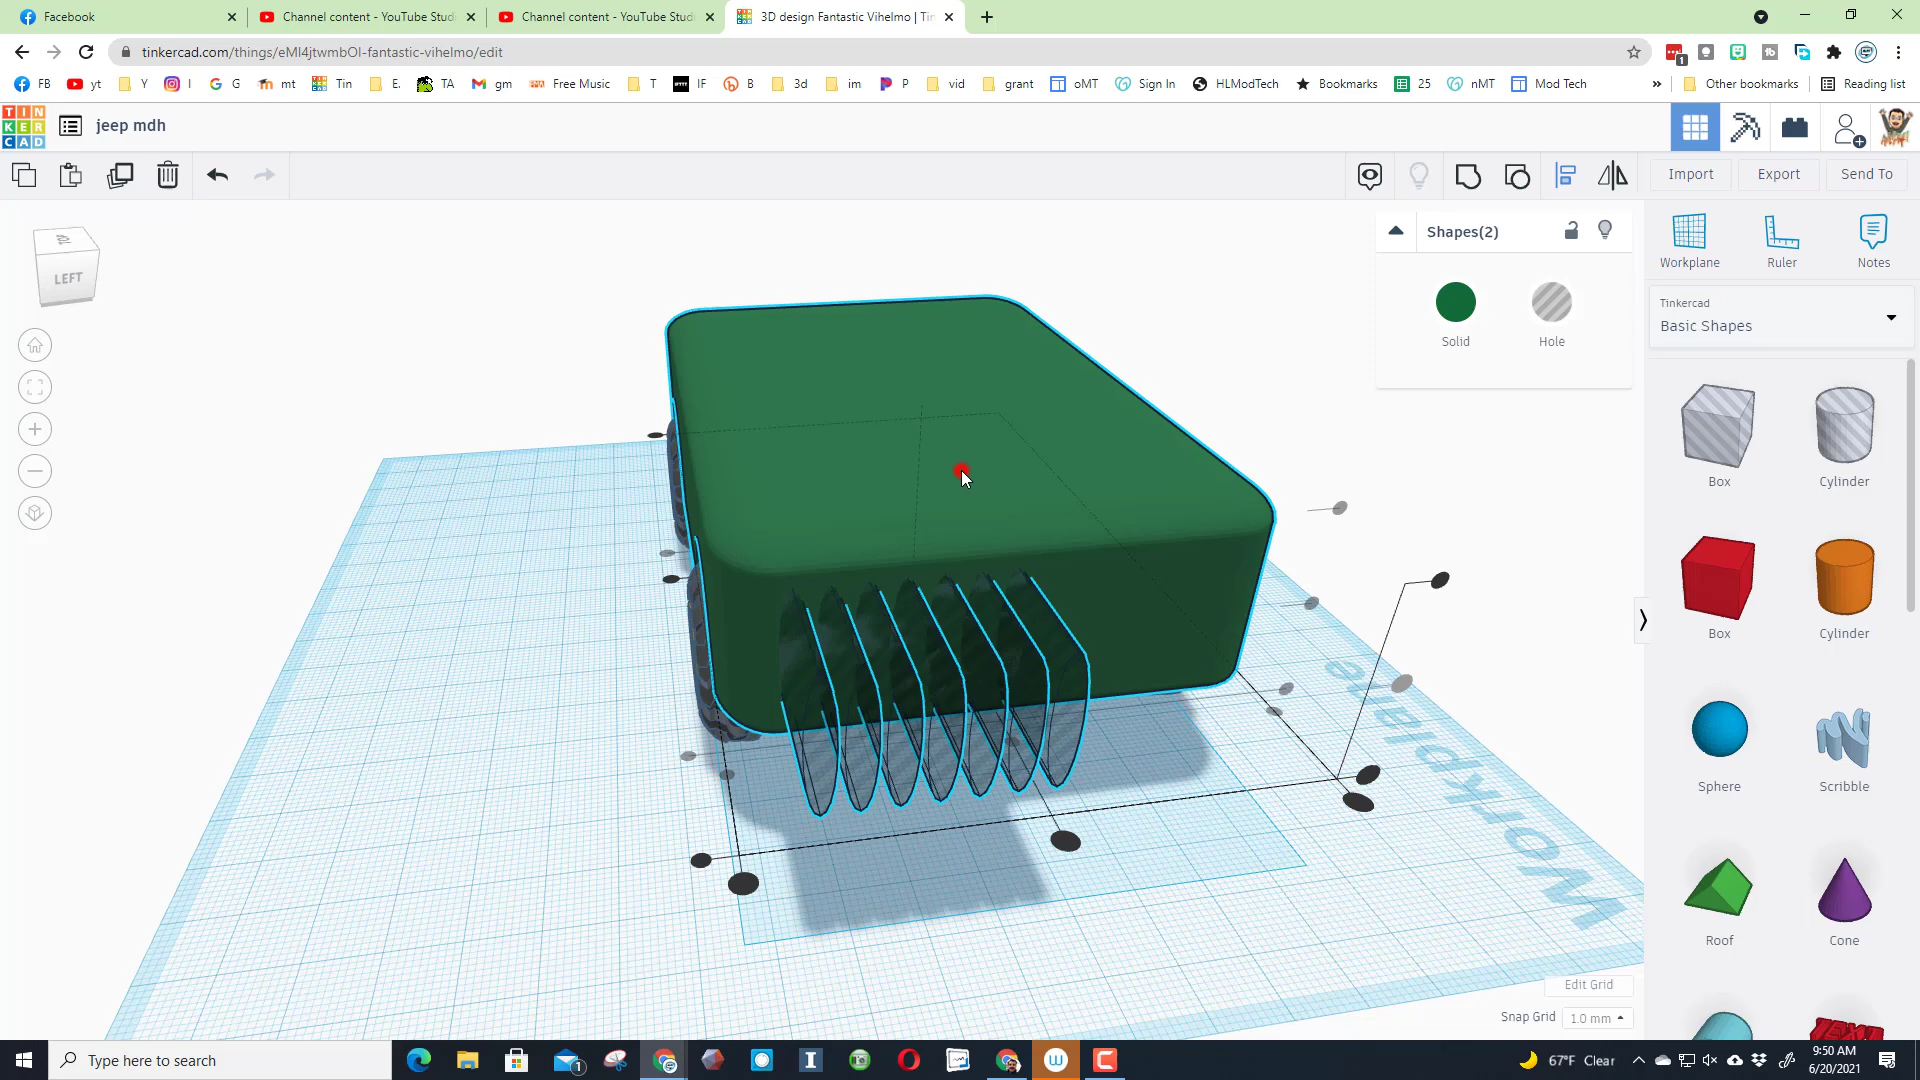 Facebook
Channel content - YouTube Studi
Channel content - YouTube Studi
3D design Fantastic Vihelmo | Tin
tinkercad.com/things/eMl4jtwmbOl-fantastic-vihelmo/edit
FB yt Y I G mt Tin E. TA gm Free Music T IF B 3d im P vid grant oMT Sign In HLModTech Bookmarks 25 nMT Mod Tech » Other bookmarks Reading list
TINKERCAD
jeep mdh
Import Export Send To
LEFT
Shapes(2)
Solid Hole
Workplane Ruler Notes
Tinkercad
Basic Shapes
Box Cylinder
Box Cylinder
Sphere Scribble
Roof Cone
TEXT
Workplane
Edit Grid
Snap Grid 1.0 mm
Type here to search
67°F Clear
9:50 AM
6/20/2021